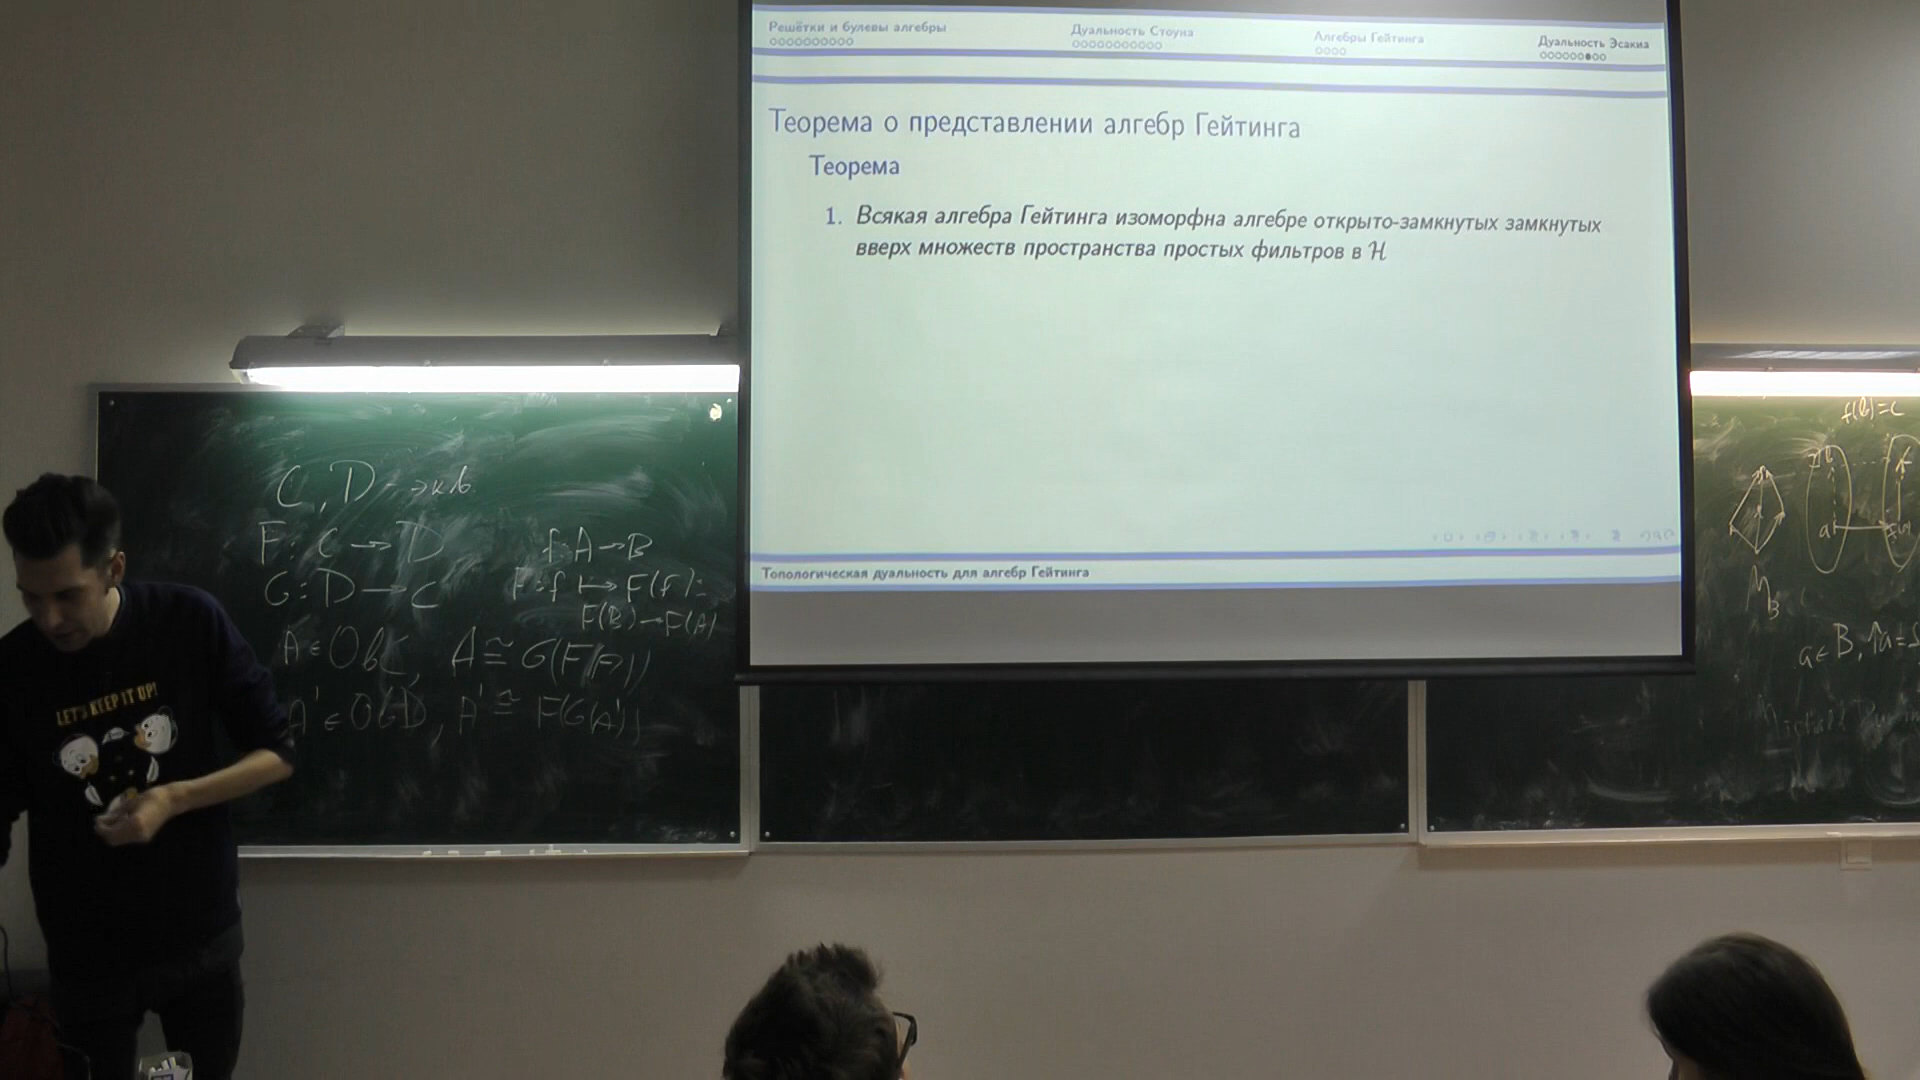 Решётки и булевы алгебры
Дуальность Стоуна
Алгебры Гейтинга
Дуальность Эсакиа
Теорема о представлении алгебр Гейтинга
Теорема
1. Всякая алгебра Гейтинга изоморфна алгебре открыто-замкнутых замкнутых
вверх множеств пространства простых фильтров в ℋ
Топологическая дуальность для алгебр Гейтинга
C, D - экв.
F: C → D
G: D → C
f: A → B
F: f ↦ F(f):
F(B) → F(A)
A ∈ Ob C, A ≅ G(F(A))
A' ∈ Ob D, A' ≅ F(G(A'))
LET'S KEEP IT UP!
f(b)=c
a
a ∈ B, ↑a =